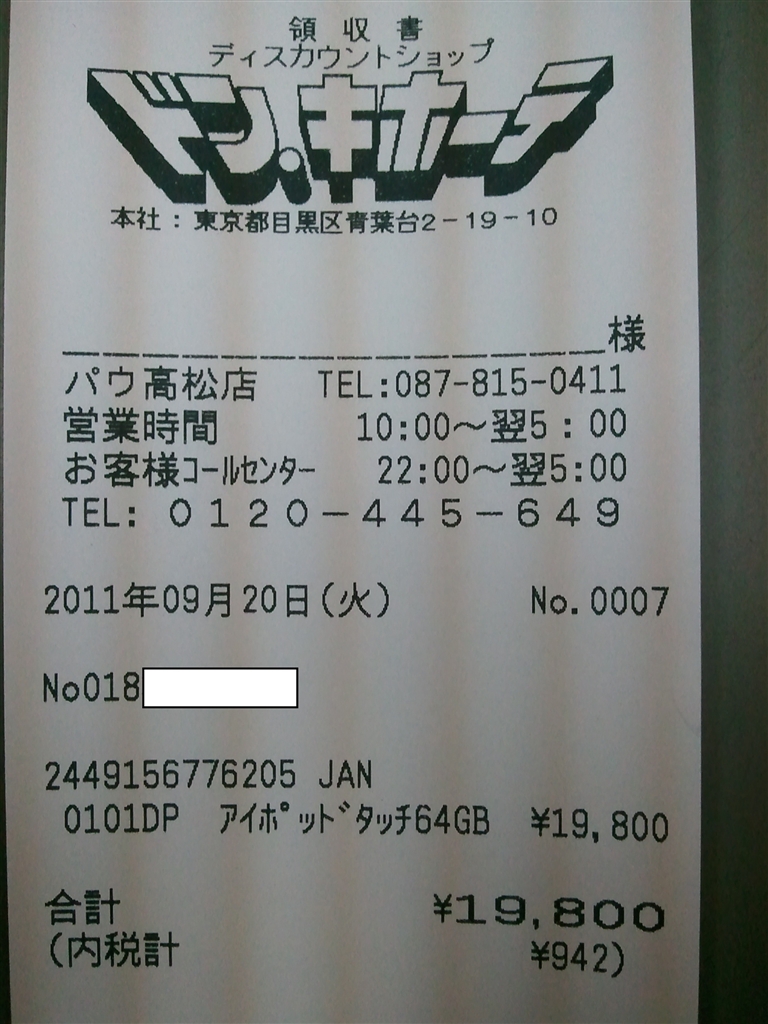 領収書
ディスカウントショップ
ドン.キホーテ
本社：東京都目黒区青葉台2－19－10
様
パウ高松店 TEL:087-815-0411
営業時間 10:00～翌5：00
お客様ｺｰﾙｾﾝﾀｰ 22:00～翌5:00
TEL: 0120－445－649
2011年09月20日(火) No.0007
No018
2449156776205 JAN
0101DP ｱｲﾎﾟｯﾄﾞﾀｯﾁ64GB ¥19,800
合計 ¥19,800
(内税計 ¥942)